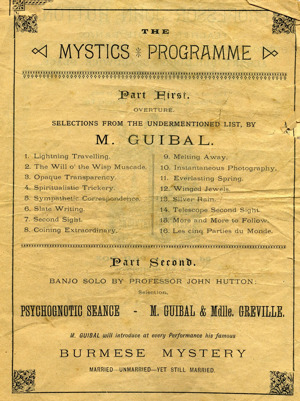 THE
MYSTICS PROGRAMME
Part First.
OVERTURE.
SELECTIONS FROM THE UNDERMENTIONED LIST, BY
M. GUIBAL.
1. Lightning Travelling.
2. The Will o' the Wisp Muscade.
3. Opaque Transparency.
4. Spiritualistic Trickery.
5. Sympathetic Correspondence.
6. Slate Writing.
7. Second Sight.
8. Coining Extraordinary.
9. Melting Away.
10. Instantaneous Photography.
11. Everlasting Spring.
12. Winged Jewels.
13. Silver Rain.
14. Telescope Second Sight.
15. More and More to Follow.
16. Les cinq Parties du Monde.
Part Second.
BANJO SOLO BY PROFESSOR JOHN HUTTON:
Selection,
PSYCHOGNOTIC SEANCE - M. GUIBAL & Mdlle. GREVILLE.
M. GUIBAL will introduce at every Performance his famous
BURMESE MYSTERY
MARRIED—UNMARRIED—YET STILL MARRIED.